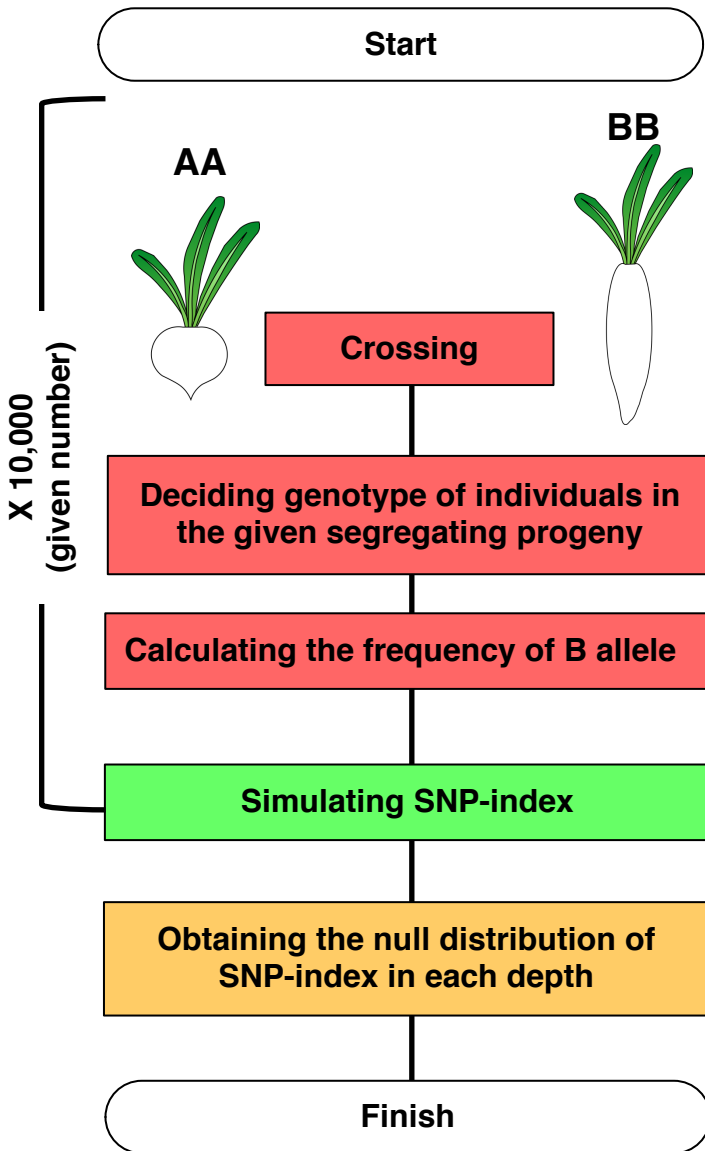 Start
AA
BB
Crossing
X 10,000
(given number)
Deciding genotype of individuals in
the given segregating progeny
Calculating the frequency of B allele
Simulating SNP-index
Obtaining the null distribution of
SNP-index in each depth
Finish